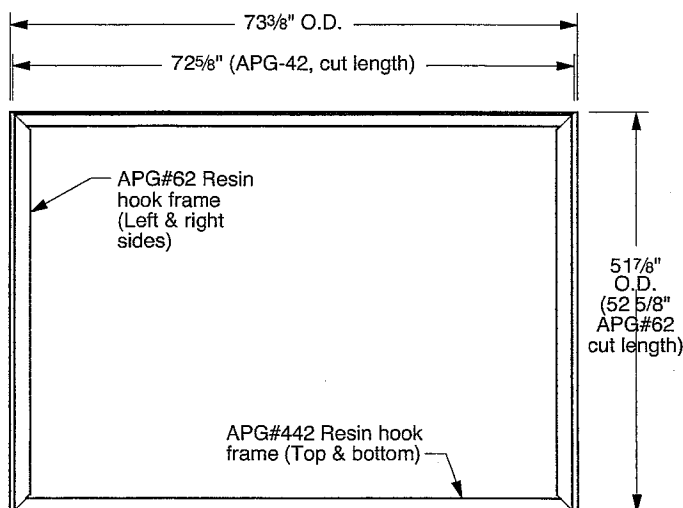 73⅜" O.D.
72⅝" (APG-42, cut length)
APG#62 Resin
hook frame
(Left & right
sides)
51⅞"
O.D.
(52 5/8"
APG#62
cut length)
APG#442 Resin hook
frame (Top & bottom)